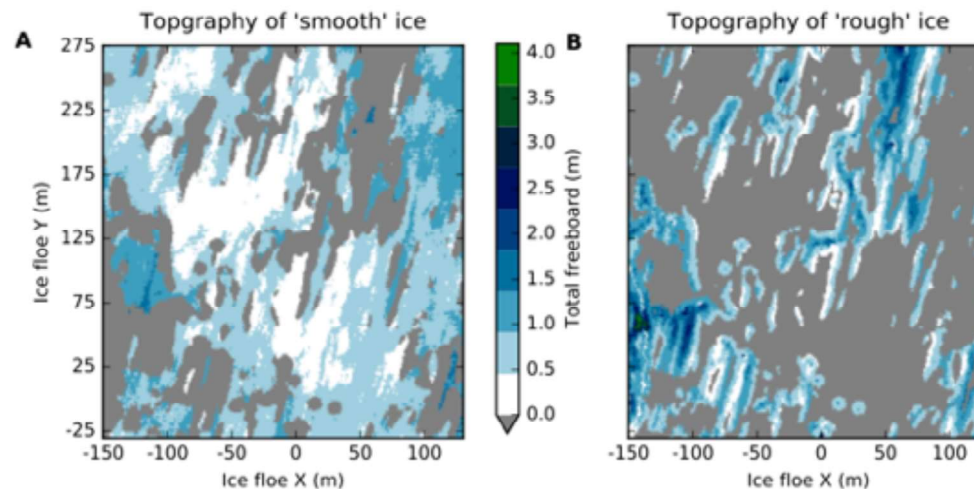 Topgraphy of 'smooth' ice
Topography of 'rough' ice
A
B
275
225
175
125
75
25
-25
Ice floe Y (m)
-150 -100 -50 0 50 100
Ice floe X (m)
4.0
3.5
3.0
2.5
2.0
1.5
1.0
0.5
0.0
Total freeboard (m)
-150 -100 -50 0 50 100
Ice floe X (m)